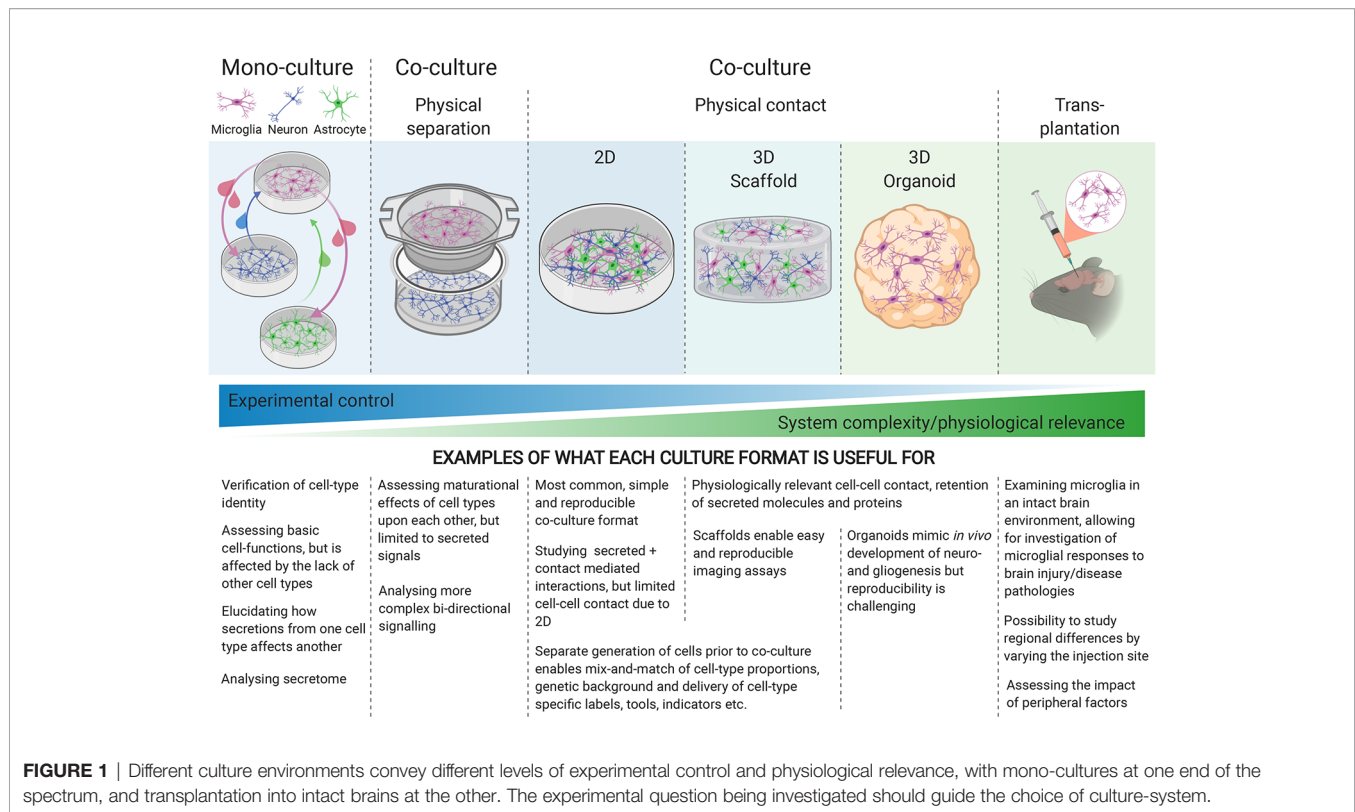 Mono-culture
Co-culture
Co-culture
Microglia Neuron Astrocyte
Physical
separation
Physical contact
Trans-
plantation
2D
3D
Scaffold
3D
Organoid
Experimental control
System complexity/physiological relevance
EXAMPLES OF WHAT EACH CULTURE FORMAT IS USEFUL FOR
Verification of cell-type
identity
Assessing basic
cell-functions, but is
affected by the lack of
other cell types
Elucidating how
secretions from one cell
type affects another
Analysing secretome
Assessing maturational
effects of cell types
upon each other, but
limited to secreted
signals
Analysing more
complex bi-directional
signalling
Most common, simple
and reproducible
co-culture format
Studying secreted +
contact mediated
interactions, but limited
cell-cell contact due to
2D
Physiologically relevant cell-cell contact, retention
of secreted molecules and proteins
Scaffolds enable easy
and reproducible
imaging assays
Organoids mimic in vivo
development of neuro-
and gliogenesis but
reproducibility is
challenging
Separate generation of cells prior to co-culture
enables mix-and-match of cell-type proportions,
genetic background and delivery of cell-type
specific labels, tools, indicators etc.
Examining microglia in
an intact brain
environment, allowing
for investigation of
microglial responses to
brain injury/disease
pathologies
Possibility to study
regional differences by
varying the injection site
Assessing the impact
of peripheral factors
FIGURE 1 | Different culture environments convey different levels of experimental control and physiological relevance, with mono-cultures at one end of the
spectrum, and transplantation into intact brains at the other. The experimental question being investigated should guide the choice of culture-system.